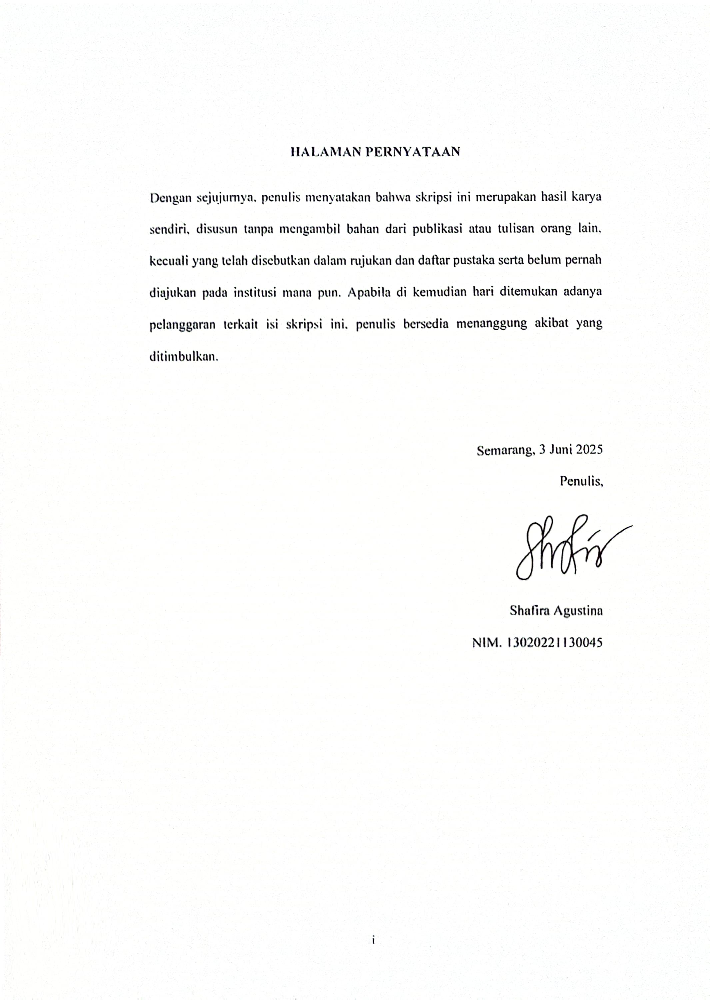 HALAMAN PERNYATAAN
Dengan sejujurnya, penulis menyatakan bahwa skripsi ini merupakan hasil karya
sendiri, disusun tanpa mengambil bahan dari publikasi atau tulisan orang lain,
kecuali yang telah disebutkan dalam rujukan dan daftar pustaka serta belum pernah
diajukan pada institusi mana pun. Apabila di kemudian hari ditemukan adanya
pelanggaran terkait isi skripsi ini, penulis bersedia menanggung akibat yang
ditimbulkan.
Semarang, 3 Juni 2025
Penulis,
Shafira
Shafira Agustina
NIM. 13020221130045
i